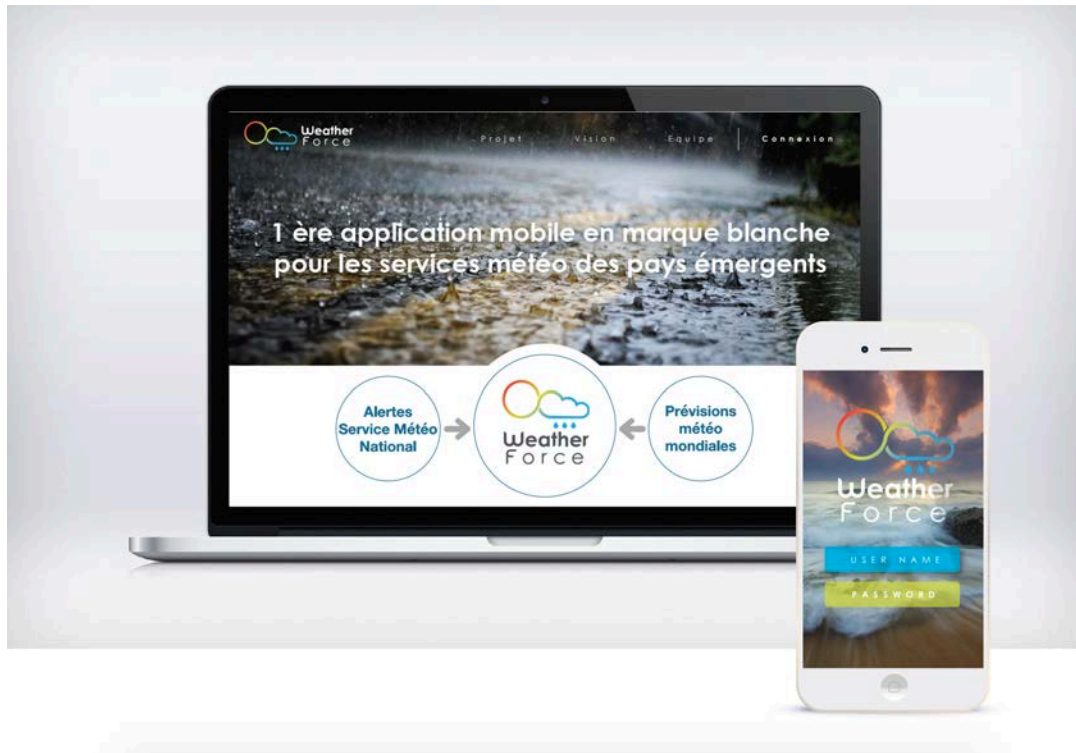 Weather
Force
Projet
Vision
Equipe
Connexion
1 ère application mobile en marque blanche
pour les services météo des pays émergents
Alertes
Service Météo
National
Weather
Force
Prévisions
météo
mondiales
Weather
Force
USER NAME
PASSWORD